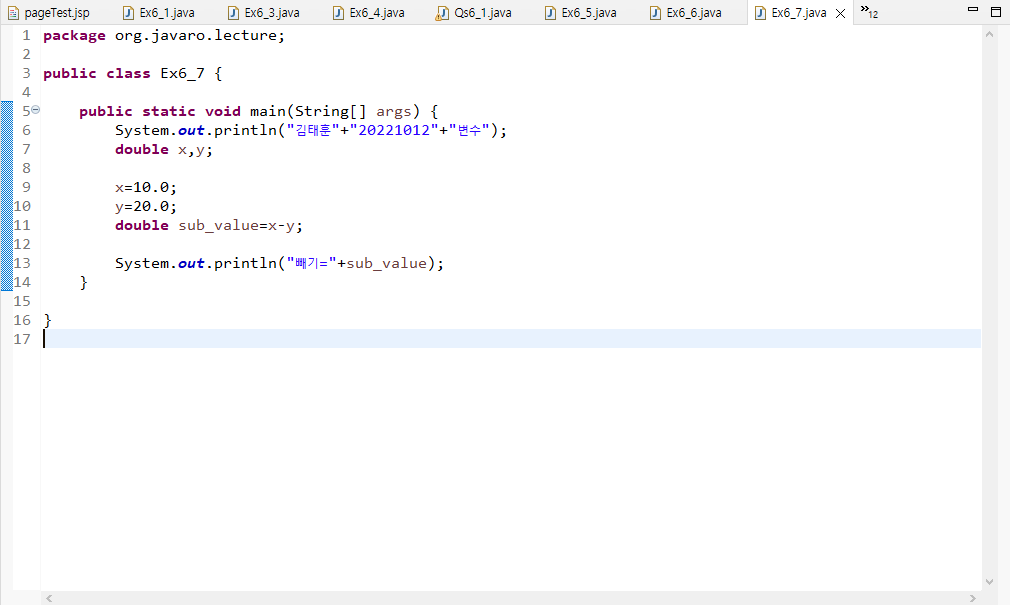 pageTest.jsp Ex6_1.java Ex6_3.java Ex6_4.java Qs6_1.java Ex6_5.java Ex6_6.java Ex6_7.java »12
1 package org.javaro.lecture;
2
3 public class Ex6_7 {
4
5 public static void main(String[] args) {
6 System.out.println("김태훈"+"20221012"+"변수");
7 double x,y;
8
9 x=10.0;
10 y=20.0;
11 double sub_value=x-y;
12
13 System.out.println("빼기="+sub_value);
14 }
15
16 }
17